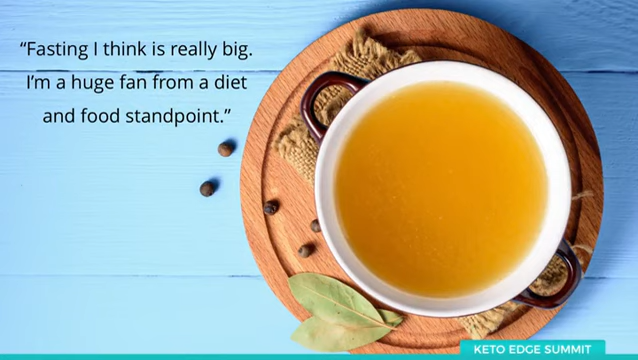 “Fasting I think is really big.
I’m a huge fan from a diet
and food standpoint.”
KETO EDGE SUMMIT